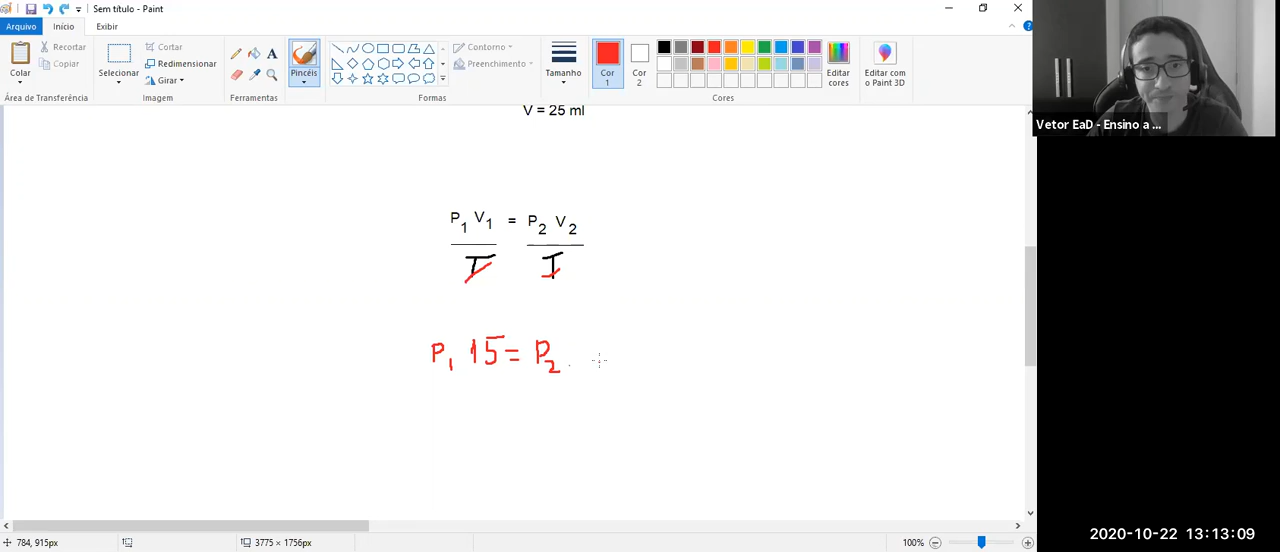 Sem título - Paint
Arquivo Início Exibir
Colar
Recortar
Copiar
Área de Transferência
Selecionar
Cortar
Redimensionar
Girar
Imagem
A
Ferramentas
Pincéis
Contorno
Preenchimento
Formas
Tamanho
Cor 1
Cor 2
Editar cores
Editar com o Paint 3D
Cores
Vetor EaD - Ensino a ...
V = 25 ml
P1 V1 = P2 V2
T T
P1 15 = P2 .
784, 915px
3775 × 1756px
100%
2020-10-22 13:13:09